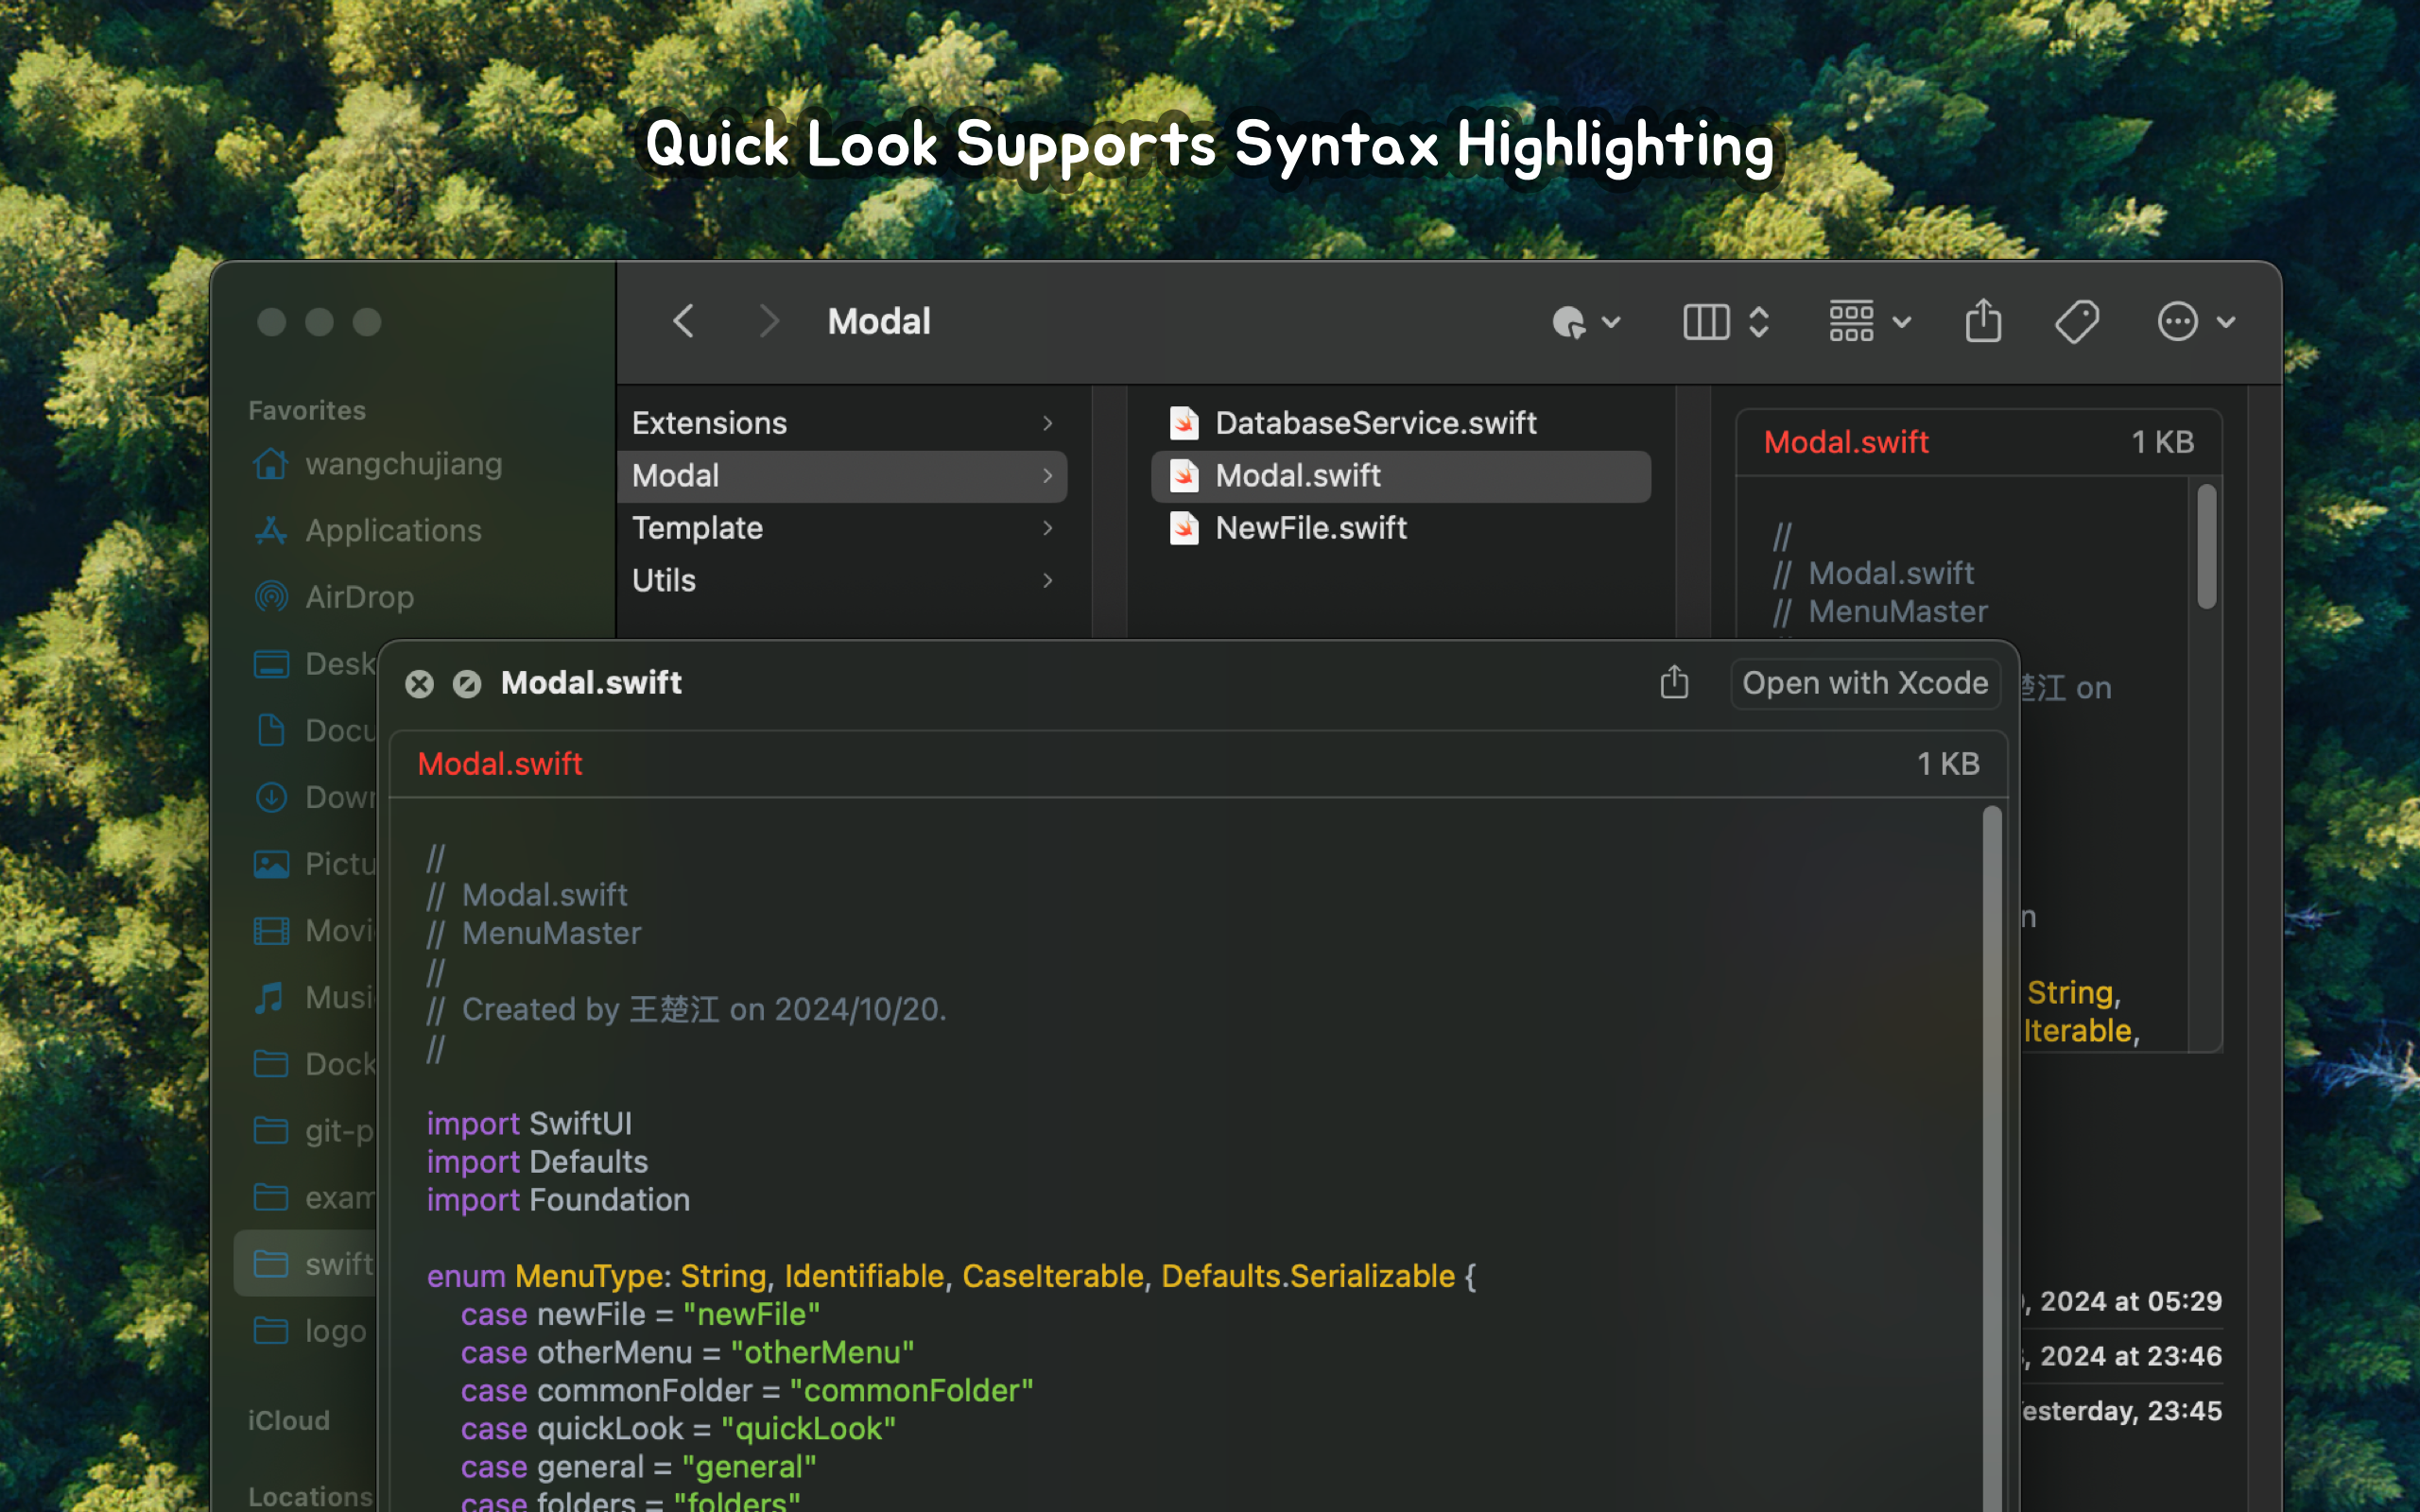 Quick Look Supports Syntax Highlighting
Modal
Favorites
wangchujiang
Applications
AirDrop
Desk
Docu
Down
Pictu
Movi
Musi
Dock
git-p
exam
swift
logo
iCloud
Locations
Extensions
Modal
Template
Utils
DatabaseService.swift
Modal.swift
NewFile.swift
Modal.swift 1 KB
//
// Modal.swift
// MenuMaster
楚江 on
n
String,
Iterable,
, 2024 at 05:29
, 2024 at 23:46
esterday, 23:45
Modal.swift
Open with Xcode
Modal.swift 1 KB
//
// Modal.swift
// MenuMaster
//
// Created by 王楚江 on 2024/10/20.
//
import SwiftUI
import Defaults
import Foundation
enum MenuType: String, Identifiable, CaseIterable, Defaults.Serializable {
case newFile = "newFile"
case otherMenu = "otherMenu"
case commonFolder = "commonFolder"
case quickLook = "quickLook"
case general = "general"
case folders = "folders"